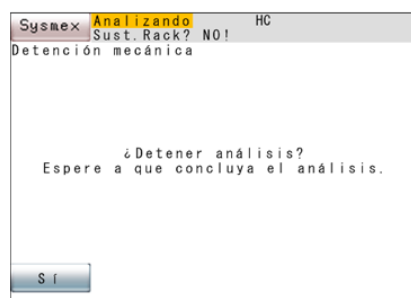 Sysmex Analizando HC
Sust.Rack? NO!
Detención mecánica
¿Detener análisis?
Espere a que concluya el análisis.
Sí